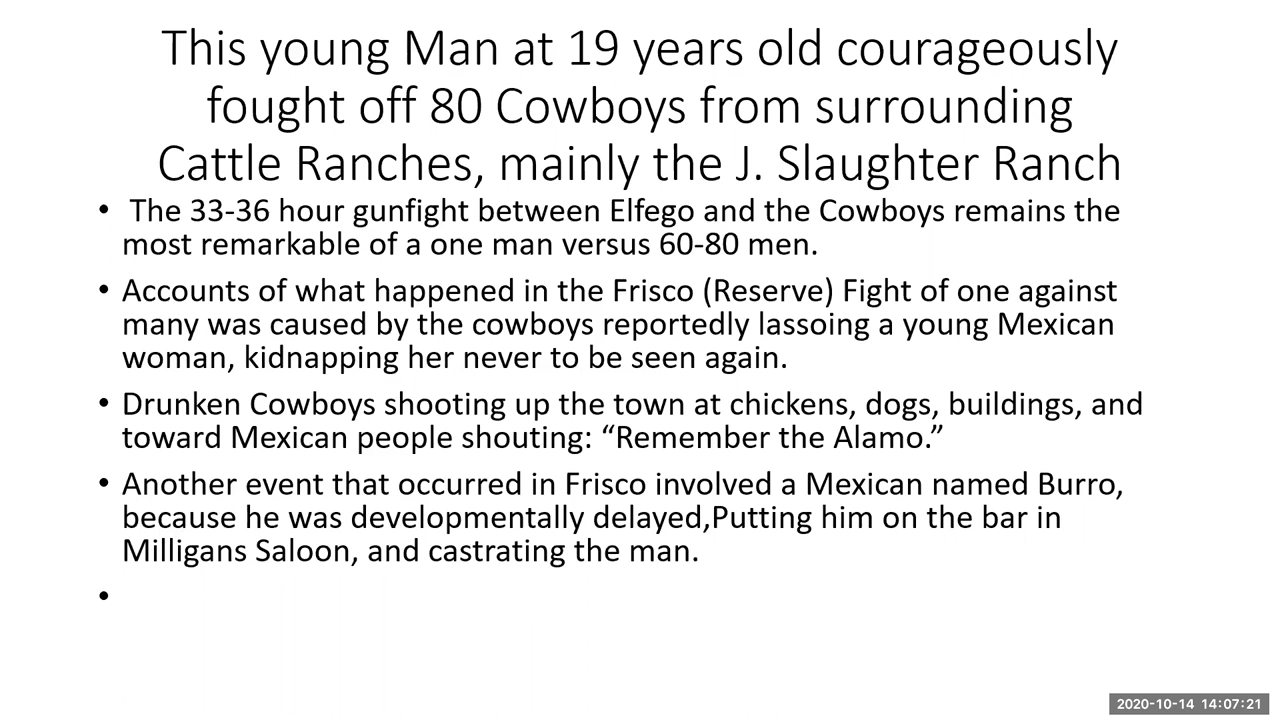 This young Man at 19 years old courageously
fought off 80 Cowboys from surrounding
Cattle Ranches, mainly the J. Slaughter Ranch
• The 33-36 hour gunfight between Elfego and the Cowboys remains the
most remarkable of a one man versus 60-80 men.
• Accounts of what happened in the Frisco (Reserve) Fight of one against
many was caused by the cowboys reportedly lassoing a young Mexican
woman, kidnapping her never to be seen again.
• Drunken Cowboys shooting up the town at chickens, dogs, buildings, and
toward Mexican people shouting: “Remember the Alamo.”
• Another event that occurred in Frisco involved a Mexican named Burro,
because he was developmentally delayed,Putting him on the bar in
Milligans Saloon, and castrating the man.
•
2020-10-14 14:07:21